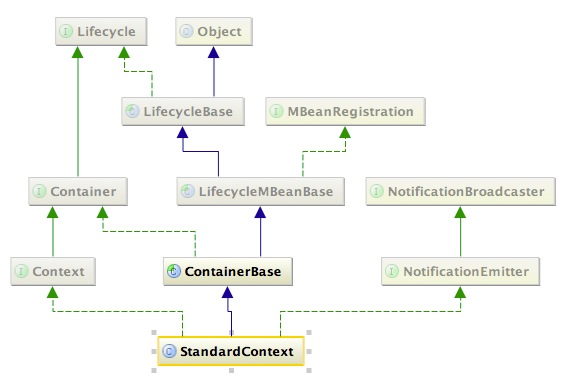 I Lifecycle
C Object
C LifecycleBase
I MBeanRegistration
I Container
C LifecycleMBeanBase
I NotificationBroadcaster
I Context
C ContainerBase
I NotificationEmitter
C StandardContext